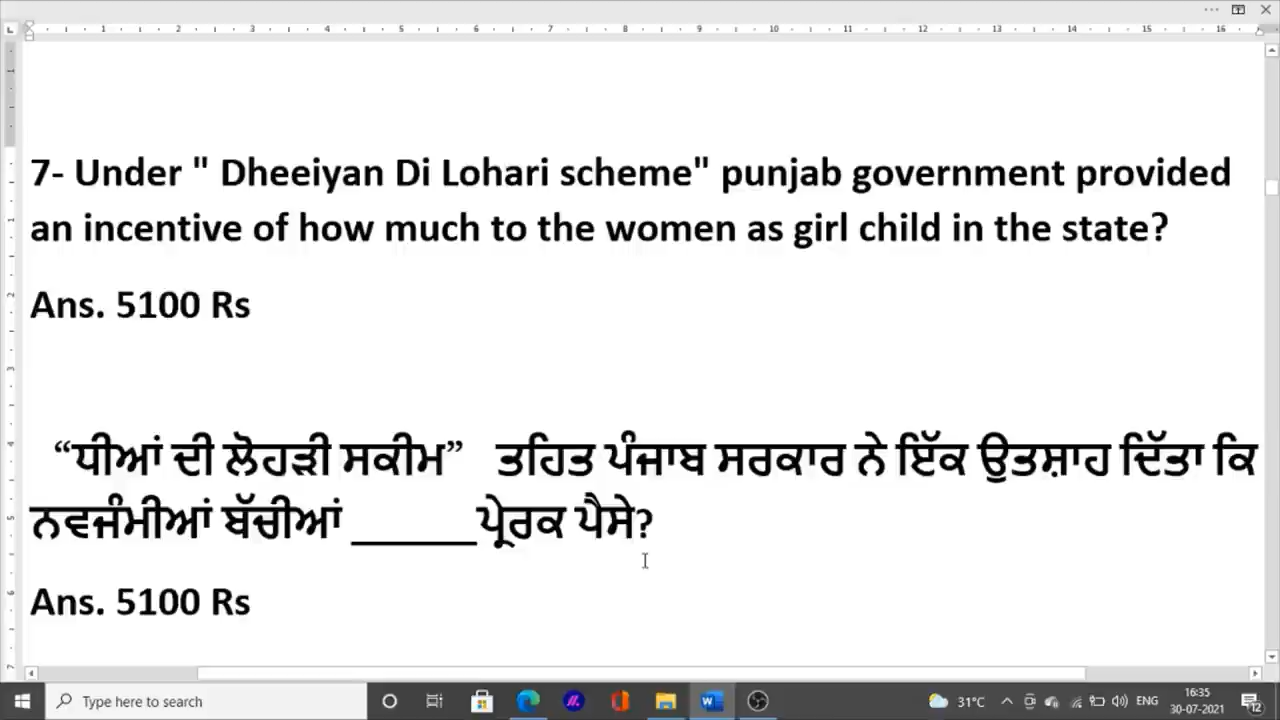 7- Under " Dheeiyan Di Lohari scheme" punjab government provided
an incentive of how much to the women as girl child in the state?
Ans. 5100 Rs
“ਧੀਆਂ ਦੀ ਲੋਹੜੀ ਸਕੀਮ” ਤਹਿਤ ਪੰਜਾਬ ਸਰਕਾਰ ਨੇ ਇੱਕ ਉਤਸ਼ਾਹ ਦਿੱਤਾ ਕਿ
ਨਵਜੰਮੀਆਂ ਬੱਚੀਆਂ ______ਪ੍ਰੇਰਕ ਪੈਸੇ?
Ans. 5100 Rs
Type here to search
31°C
ENG
16:35
30-07-2021
12